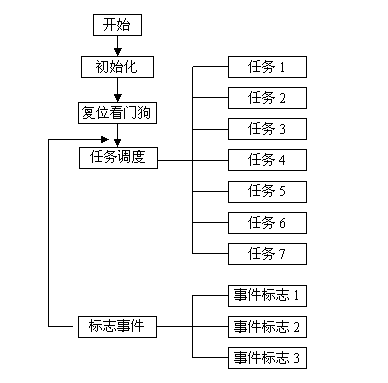 开始
初始化
复位看门狗
任务调度
任务 1
任务 2
任务 3
任务 4
任务 5
任务 6
任务 7
标志事件
事件标志 1
事件标志 2
事件标志 3